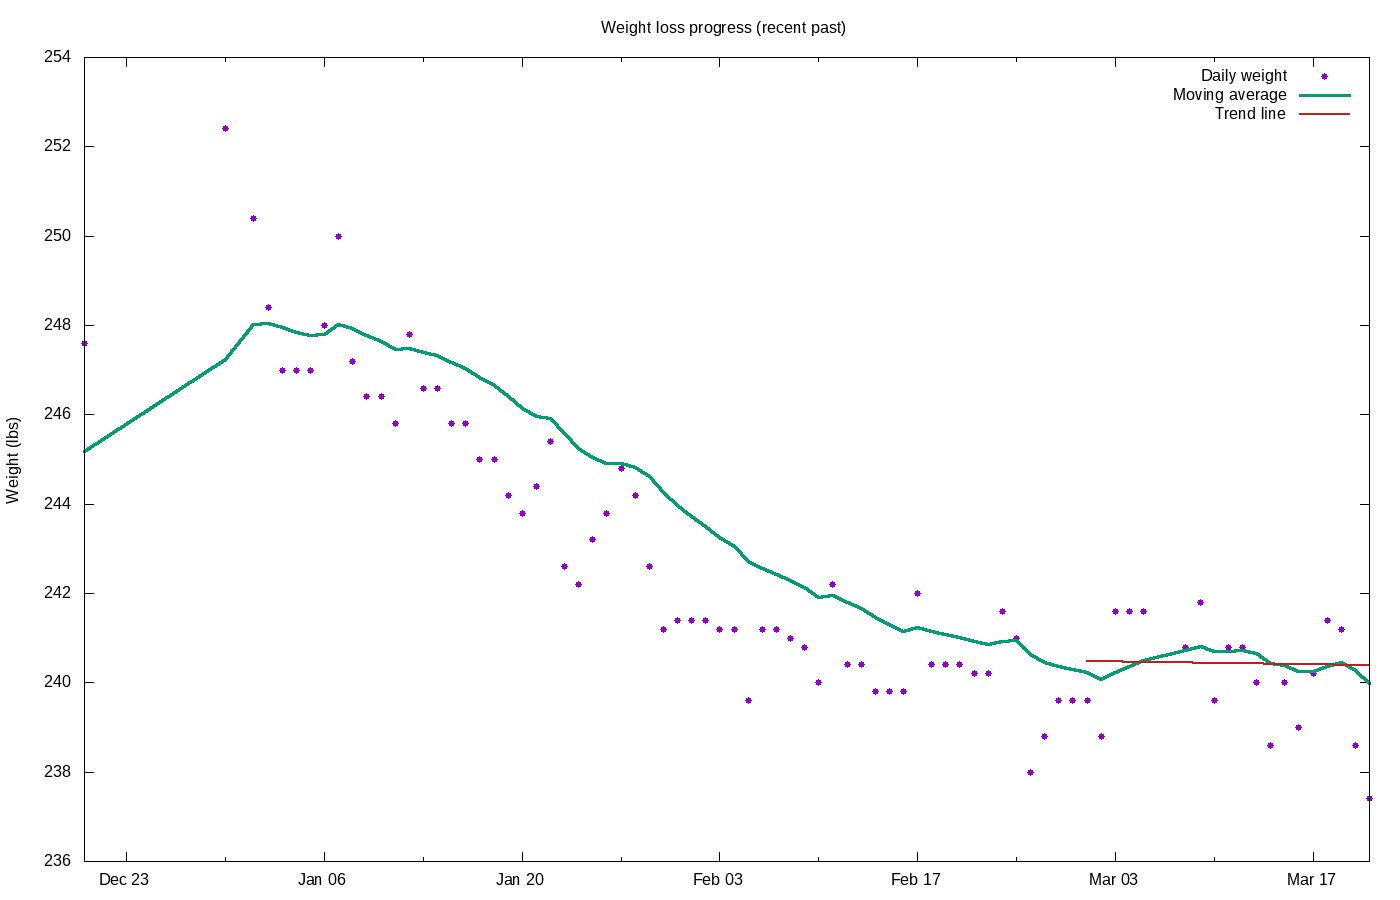 Weight loss progress (recent past)
254
252
250
248
246
244
242
240
238
236
Weight (lbs)
Daily weight
Moving average
Trend line
Dec 23
Jan 06
Jan 20
Feb 03
Feb 17
Mar 03
Mar 17